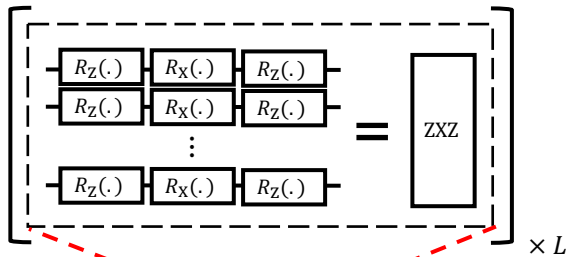 R_Z(.) R_X(.) R_Z(.)
R_Z(.) R_X(.) R_Z(.)
= ZXZ
⋮
R_Z(.) R_X(.) R_Z(.)
× L